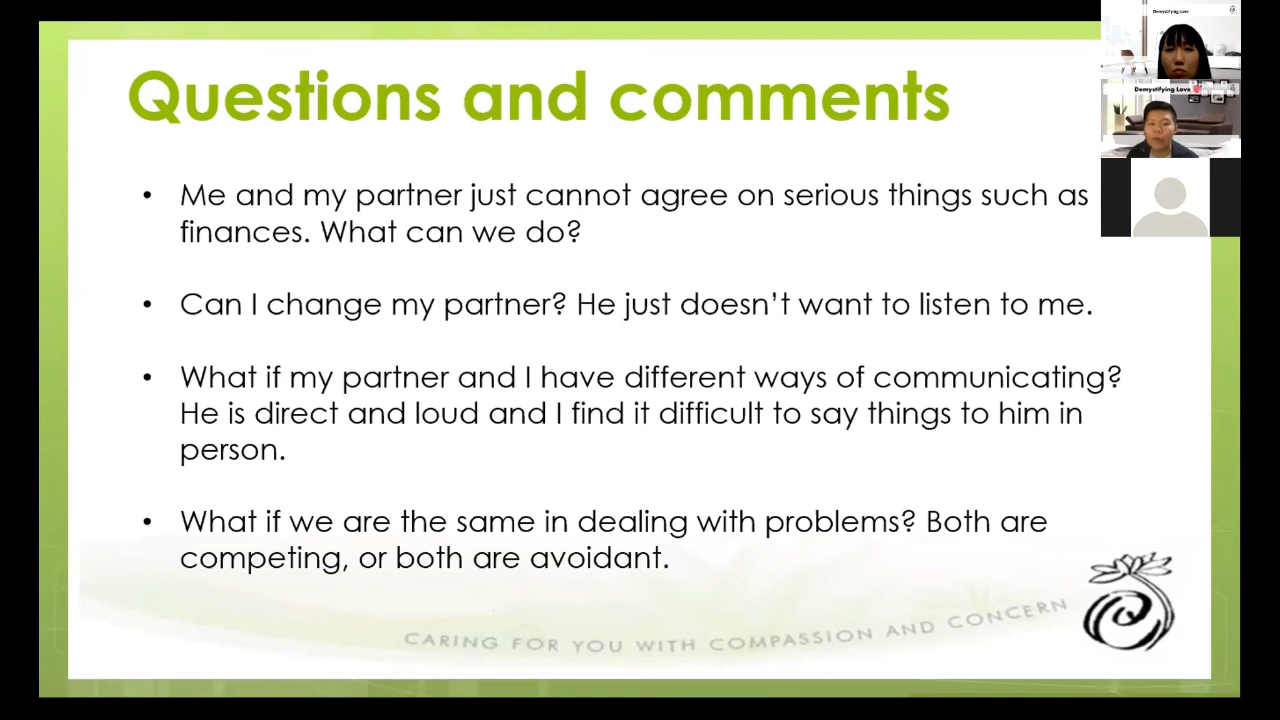 Questions and comments
• Me and my partner just cannot agree on serious things such as
finances. What can we do?
• Can I change my partner? He just doesn't want to listen to me.
• What if my partner and I have different ways of communicating?
He is direct and loud and I find it difficult to say things to him in
person.
• What if we are the same in dealing with problems? Both are
competing, or both are avoidant.
CARING FOR YOU WITH COMPASSION AND CONCERN
Demystifying Love
Demystifying Love